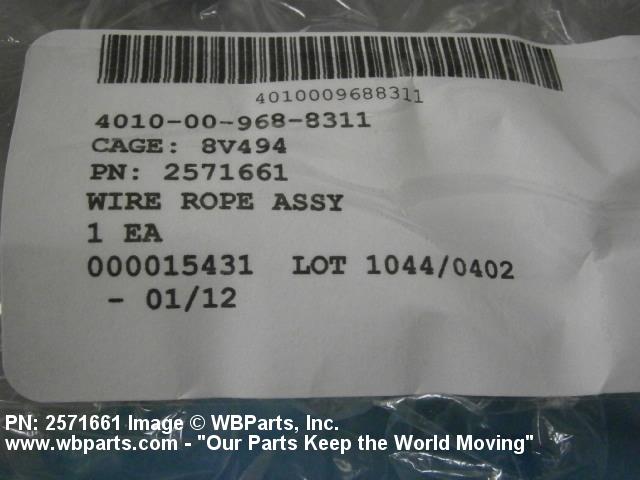 4010009688311
4010-00-968-8311
CAGE: 8V494
PN: 2571661
WIRE ROPE ASSY
1 EA
000015431 LOT 1044/0402
- 01/12
PN: 2571661 Image © WBParts, Inc.
www.wbparts.com - "Our Parts Keep the World Moving"